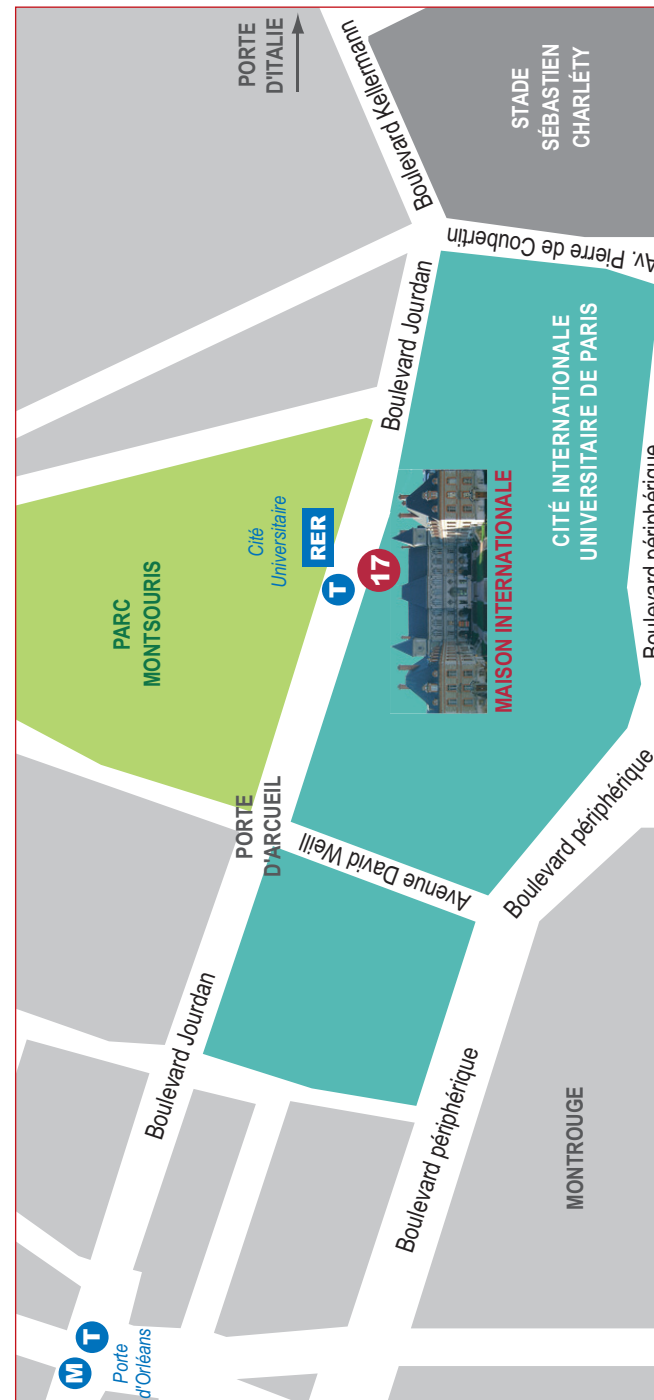 PORTE
D'ITALIE
Boulevard Kellermann
STADE
SÉBASTIEN
CHARLÉTY
Av. Pierre de Coubertin
Boulevard Jourdan
CITÉ INTERNATIONALE
UNIVERSITAIRE DE PARIS
Cité
Universitaire
RER
T
17
MAISON INTERNATIONALE
PARC
MONTSOURIS
Boulevard périphérique
Boulevard périphérique
PORTE
D'ARCUEIL
Avenue David Weill
Boulevard Jourdan
Boulevard périphérique
MONTROUGE
M
T
Porte
d'Orléans